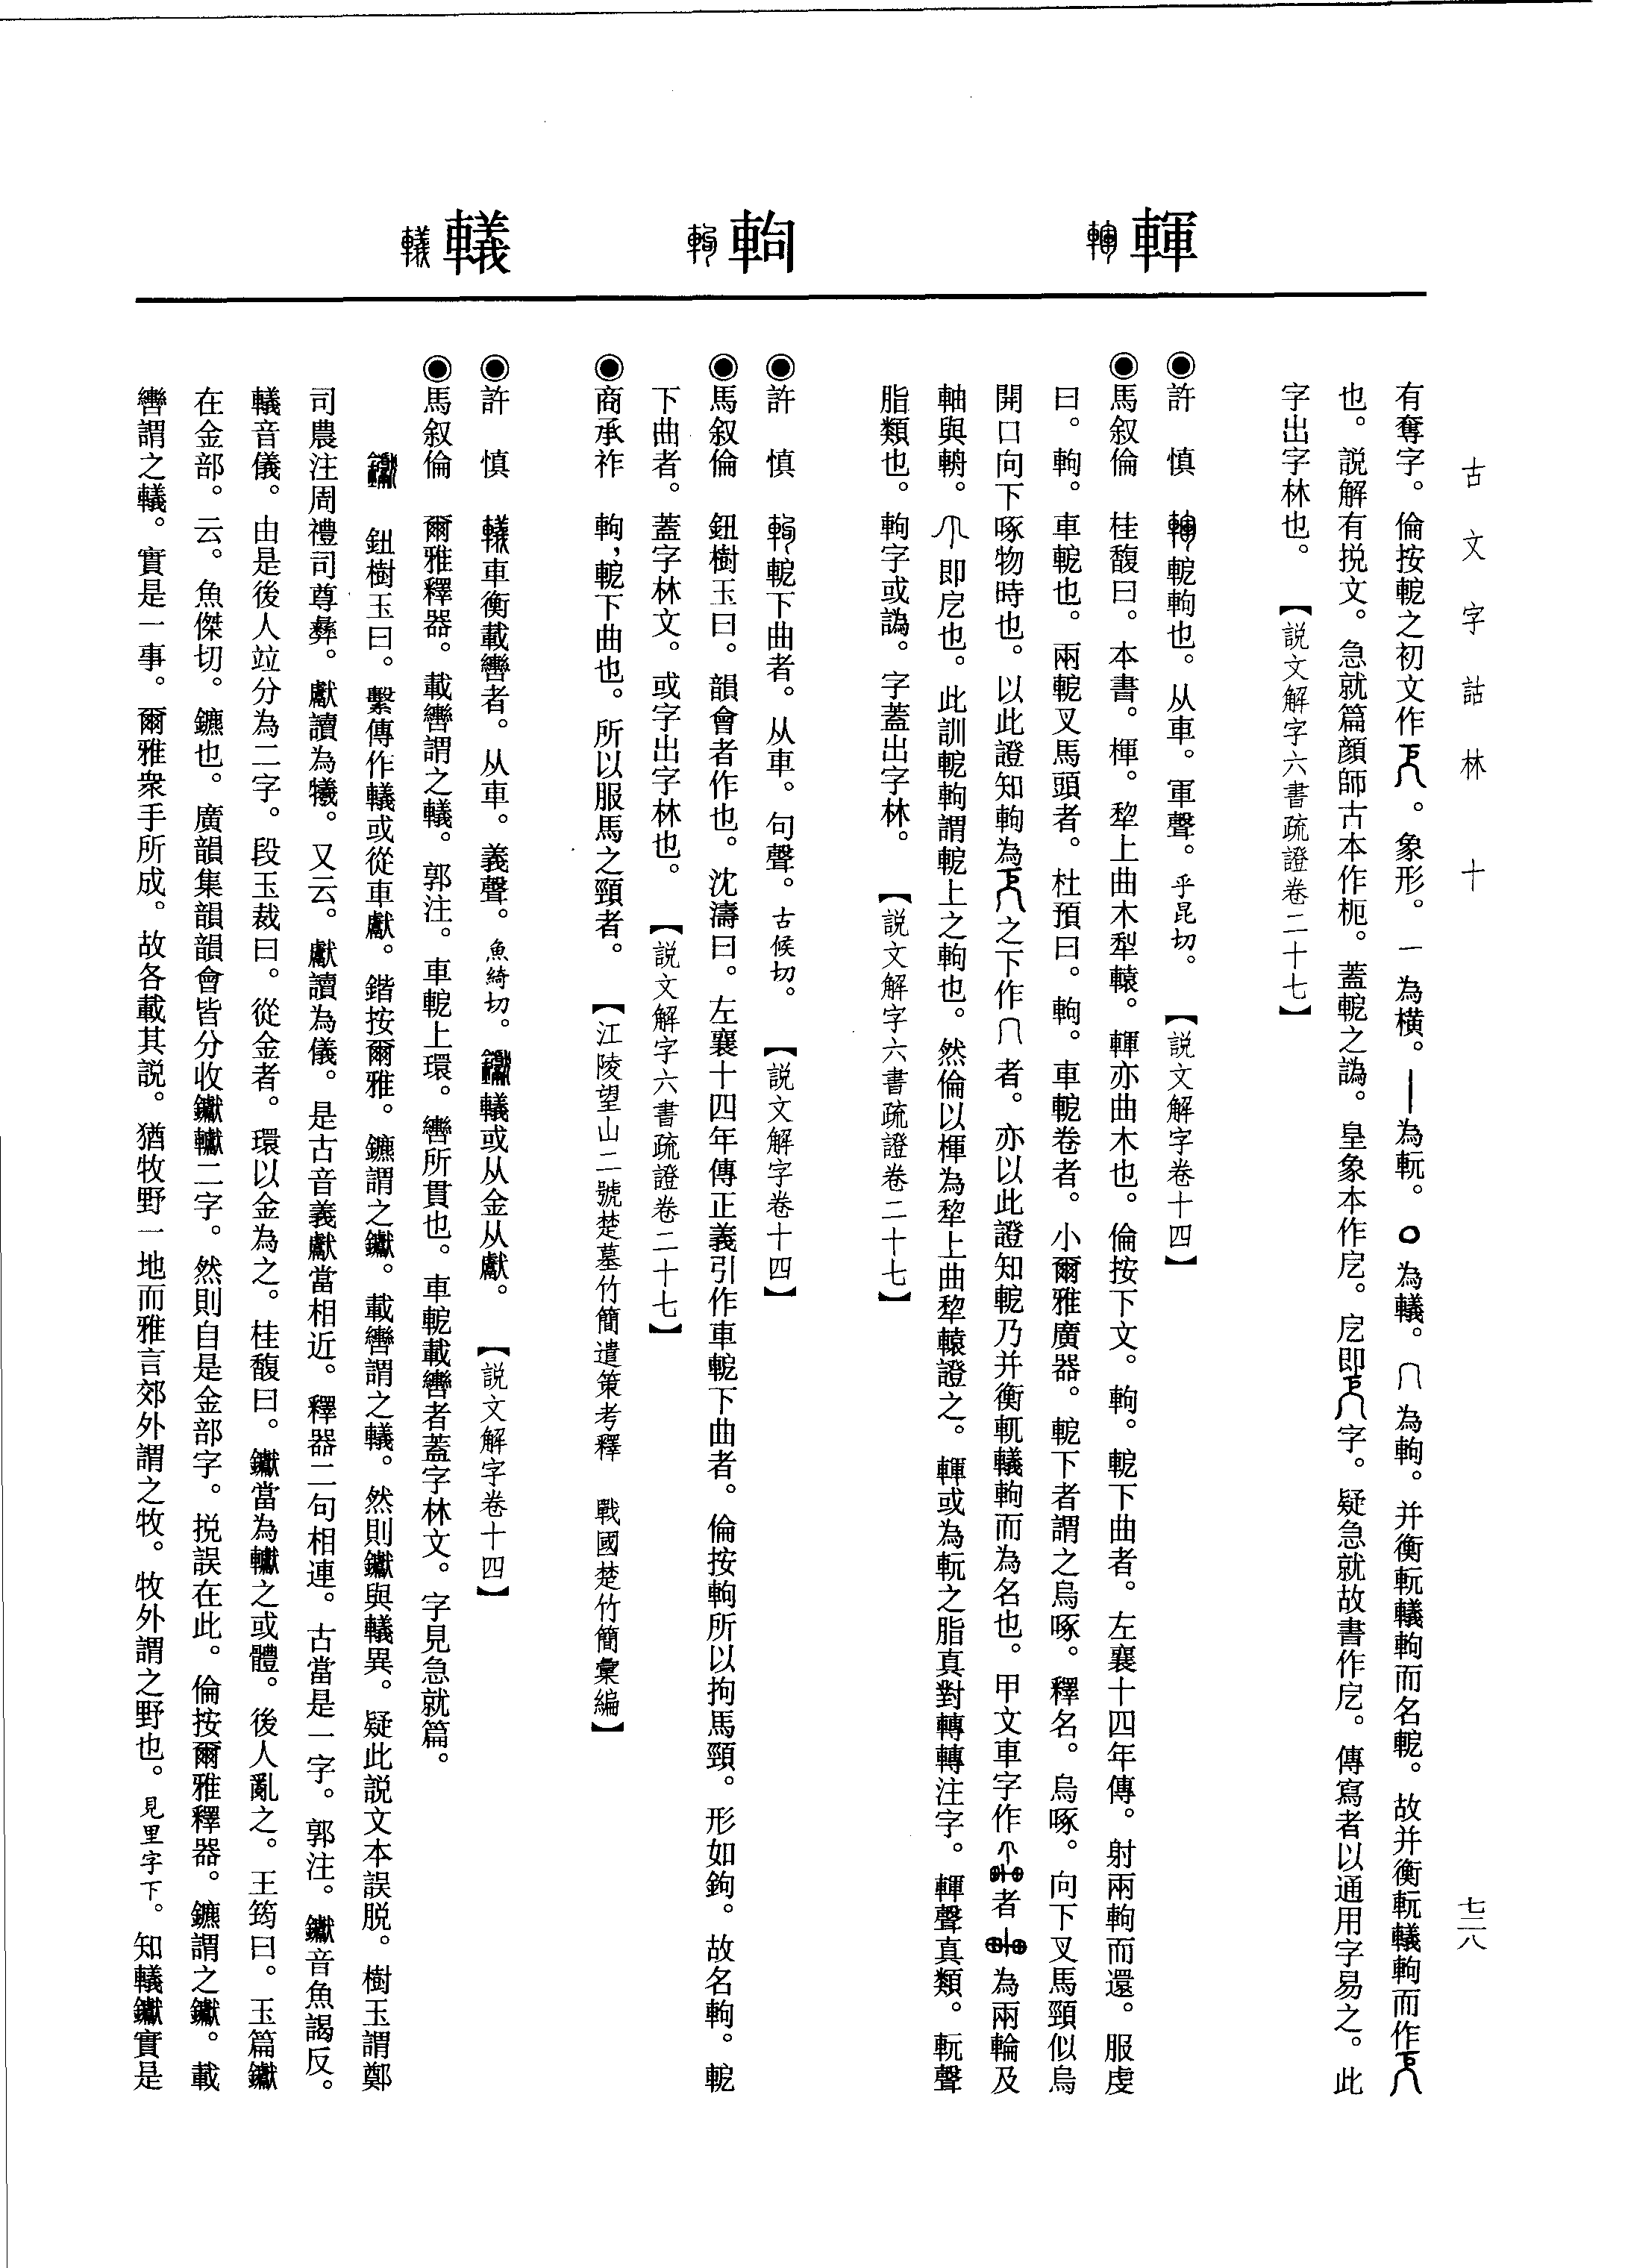 古文字詁林 十
七二八
有奪字。倫按軶之初文作。象形。一為橫。│為軏。○為轙。∩為軥。并衡軏轙軥而名軶。故并衡軏轙軥而作
也。説解有挩文。急就篇顔師古本作枙。蓋軶之譌。皇象本作戹。戹即字。疑急就故書作戹。傳寫者以通用字易之。此
字出字林也。【説文解字六書疏證卷二十七】
輑
◉許 慎 軶軥也。从車。軍聲。乎昆切。【説文解字卷十四】
◉馬叙倫 桂馥曰。本書。楎。犂上曲木犁轅。輑亦曲木也。倫按下文。軥。軶下曲者。左襄十四年傳。射兩軥而還。服虔
曰。軥。車軶也。兩軶叉馬頭者。杜預曰。軥。車軶卷者。小爾雅廣器。軶下者謂之烏啄。釋名。烏啄。向下叉馬頸似烏
開口向下啄物時也。以此證知軥為之下作∩者。亦以此證知軶乃并衡軏轙軥而為名也。甲文車字作者為兩輪及
軸與輈。即戹也。此訓軶軥謂軶上之軥也。然倫以楎為犂上曲犂轅證之。輑或為軏之脂真對轉轉注字。輑聲真類。軏聲
脂類也。軥字或譌。字蓋出字林。【説文解字六書疏證卷二十七】
軥
◉許 慎 軶下曲者。从車。句聲。古候切。【説文解字卷十四】
◉馬叙倫 鈕樹玉曰。韻會者作也。沈濤曰。左襄十四年傳正義引作車軶下曲者。倫按軥所以拘馬頸。形如鉤。故名軥。軶
下曲者。蓋字林文。或字出字林也。【説文解字六書疏證卷二十七】
◉商承祚 軥，軶下曲也。所以服馬之頸者。【江陵望山二號楚墓竹簡遣策考釋 戰國楚竹簡彙編】
轙
◉許 慎 車衡載轡者。从車。義聲。魚綺切。轙或从金从獻。【説文解字卷十四】
◉馬叙倫 爾雅釋器。載轡謂之轙。郭注。車軶上環。轡所貫也。車軶載轡者蓋字林文。字見急就篇。
鈕樹玉曰。繫傳作轙或從車獻。鍇按爾雅。鑣謂之钀。載轡謂之轙。然則钀與轙異。疑此説文本誤脱。樹玉謂鄭
司農注周禮司尊彝。獻讀為犧。又云。獻讀為儀。是古音義獻當相近。釋器二句相連。古當是一字。郭注。钀音魚謁反。
轙音儀。由是後人竝分為二字。段玉裁曰。從金者。環以金為之。桂馥曰。钀當為轙之或體。後人亂之。王筠曰。玉篇钀
在金部。云。魚傑切。鑣也。廣韻集韻韻會皆分收钀轙二字。然則自是金部字。挩誤在此。倫按爾雅釋器。鑣謂之钀。載
轡謂之轙。實是一事。爾雅衆手所成。故各載其説。猶牧野一地而雅言郊外謂之牧。牧外謂之野也。見里字下。知轙钀實是